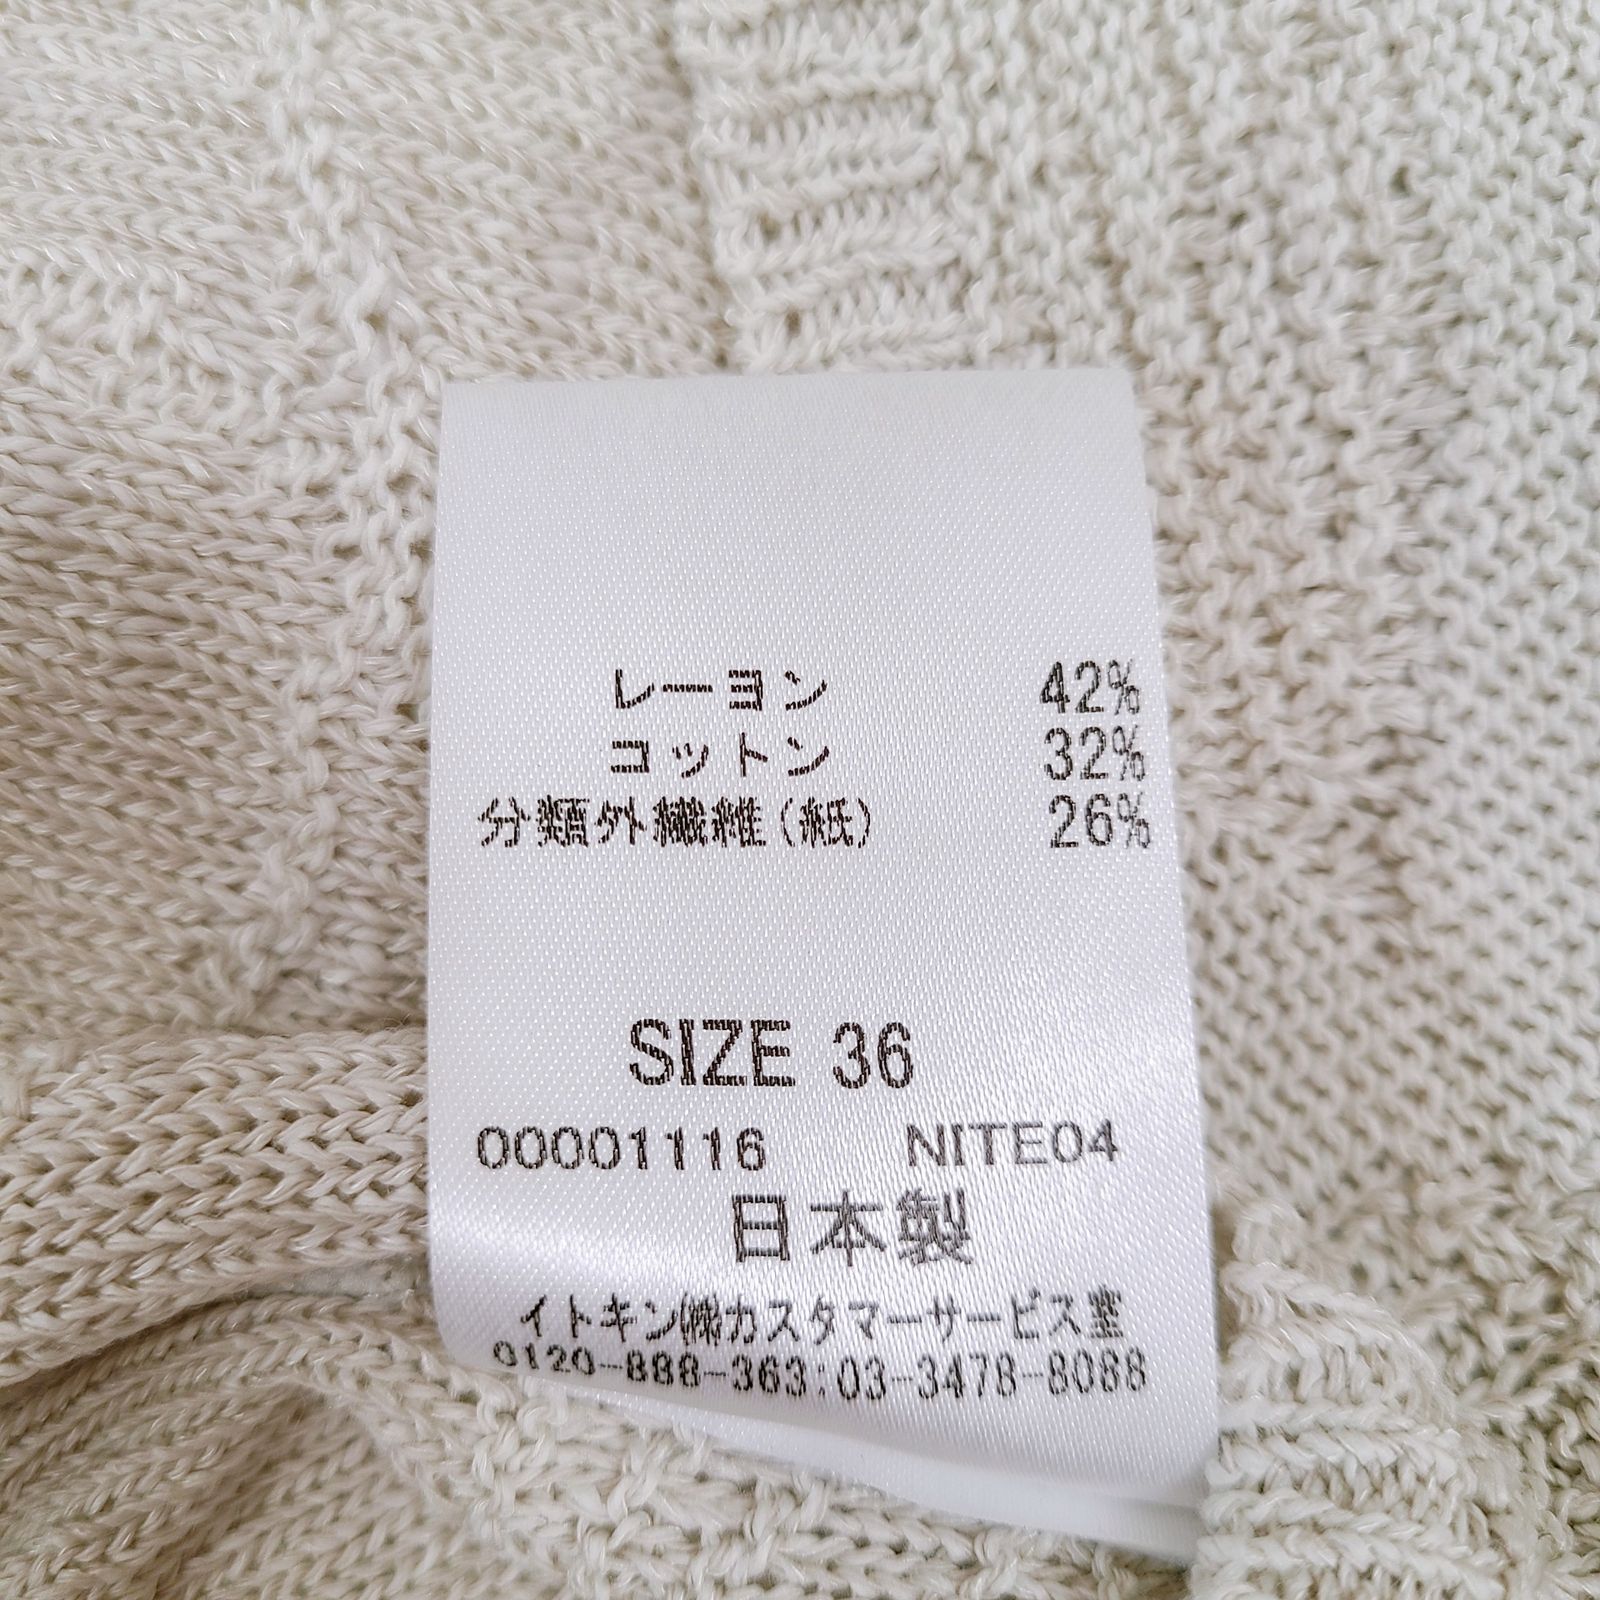 レーヨン 42%
コットン 32%
分類外繊維(紙) 26%
SIZE 36
00001116 NITE04
日本製
イトキン㈱カスタマーサービス室
0120-888-363:03-3478-8088